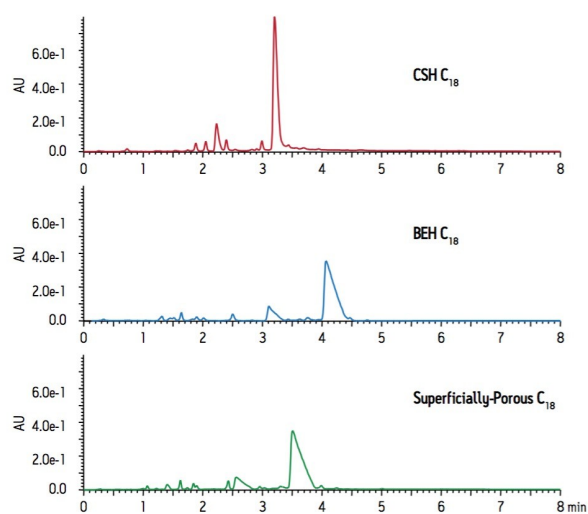 6.0e-1
CSH C18
AU
4.0e-1
2.0e-1
0.0
0 1 2 3 4 5 6 7 8
6.0e-1
BEH C18
AU
4.0e-1
2.0e-1
0.0
0 1 2 3 4 5 6 7 8
6.0e-1
Superficially-Porous C18
AU
4.0e-1
2.0e-1
0.0
0 1 2 3 4 5 6 7 8 min